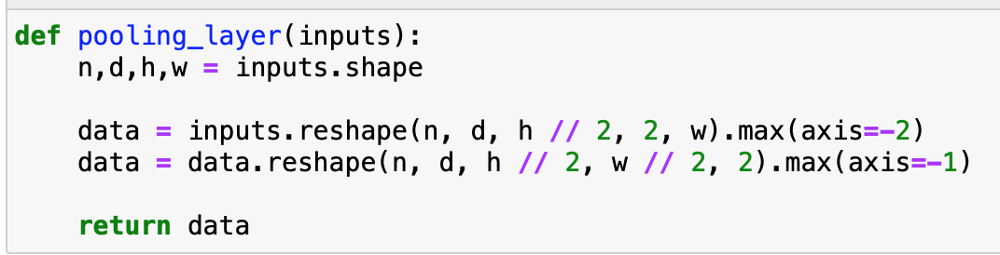 def pooling_layer(inputs):
    n,d,h,w = inputs.shape

    data = inputs.reshape(n, d, h // 2, 2, w).max(axis=-2)
    data = data.reshape(n, d, h // 2, w // 2, 2).max(axis=-1)

    return data